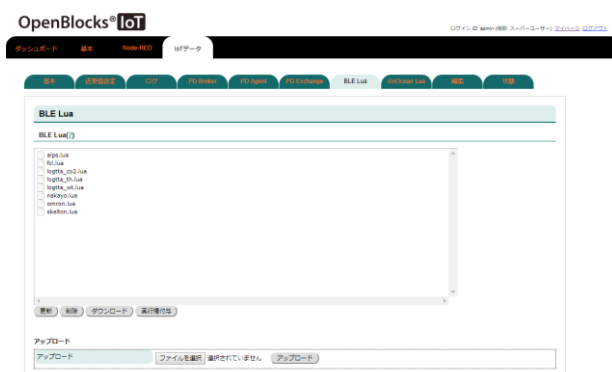 OpenBlocks® IoT
ログイン ID: admin (権限: スーパーユーザー) マイページ ログアウト
ダッシュボード 基本 Node-RED IoTデータ
基本 送受信設定 ログ PD Broker PD Agent PD Exchange BLE Lua EnOcean Lua 編集 状態
BLE Lua
BLE Lua(?)
alps.lua
fcl.lua
logtta_co2.lua
logtta_th.lua
logtta_wt.lua
nakayo.lua
omron.lua
skelton.lua
更新 削除 ダウンロード 実行権付与
アップロード
アップロード ファイルを選択 選択されていません アップロード